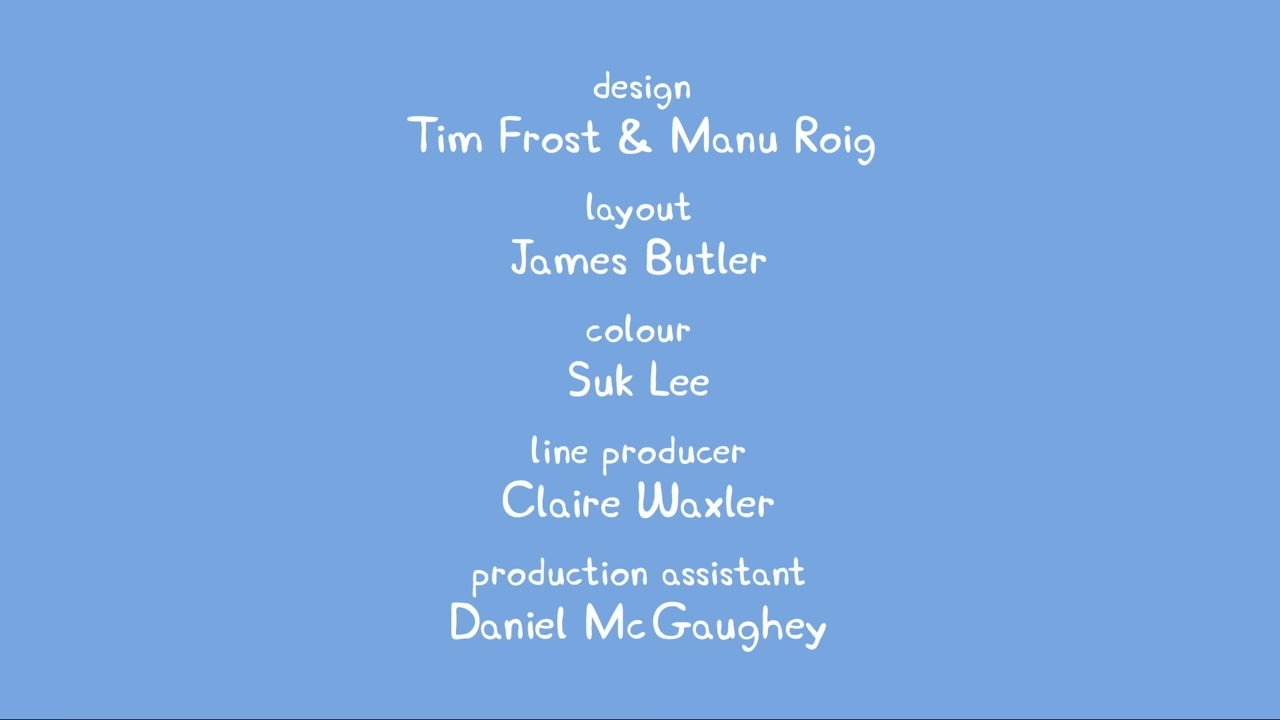 design
Tim Frost & Manu Roig
layout
James Butler
colour
Suk Lee
line producer
Claire Waxler
production assistant
Daniel McGaughey